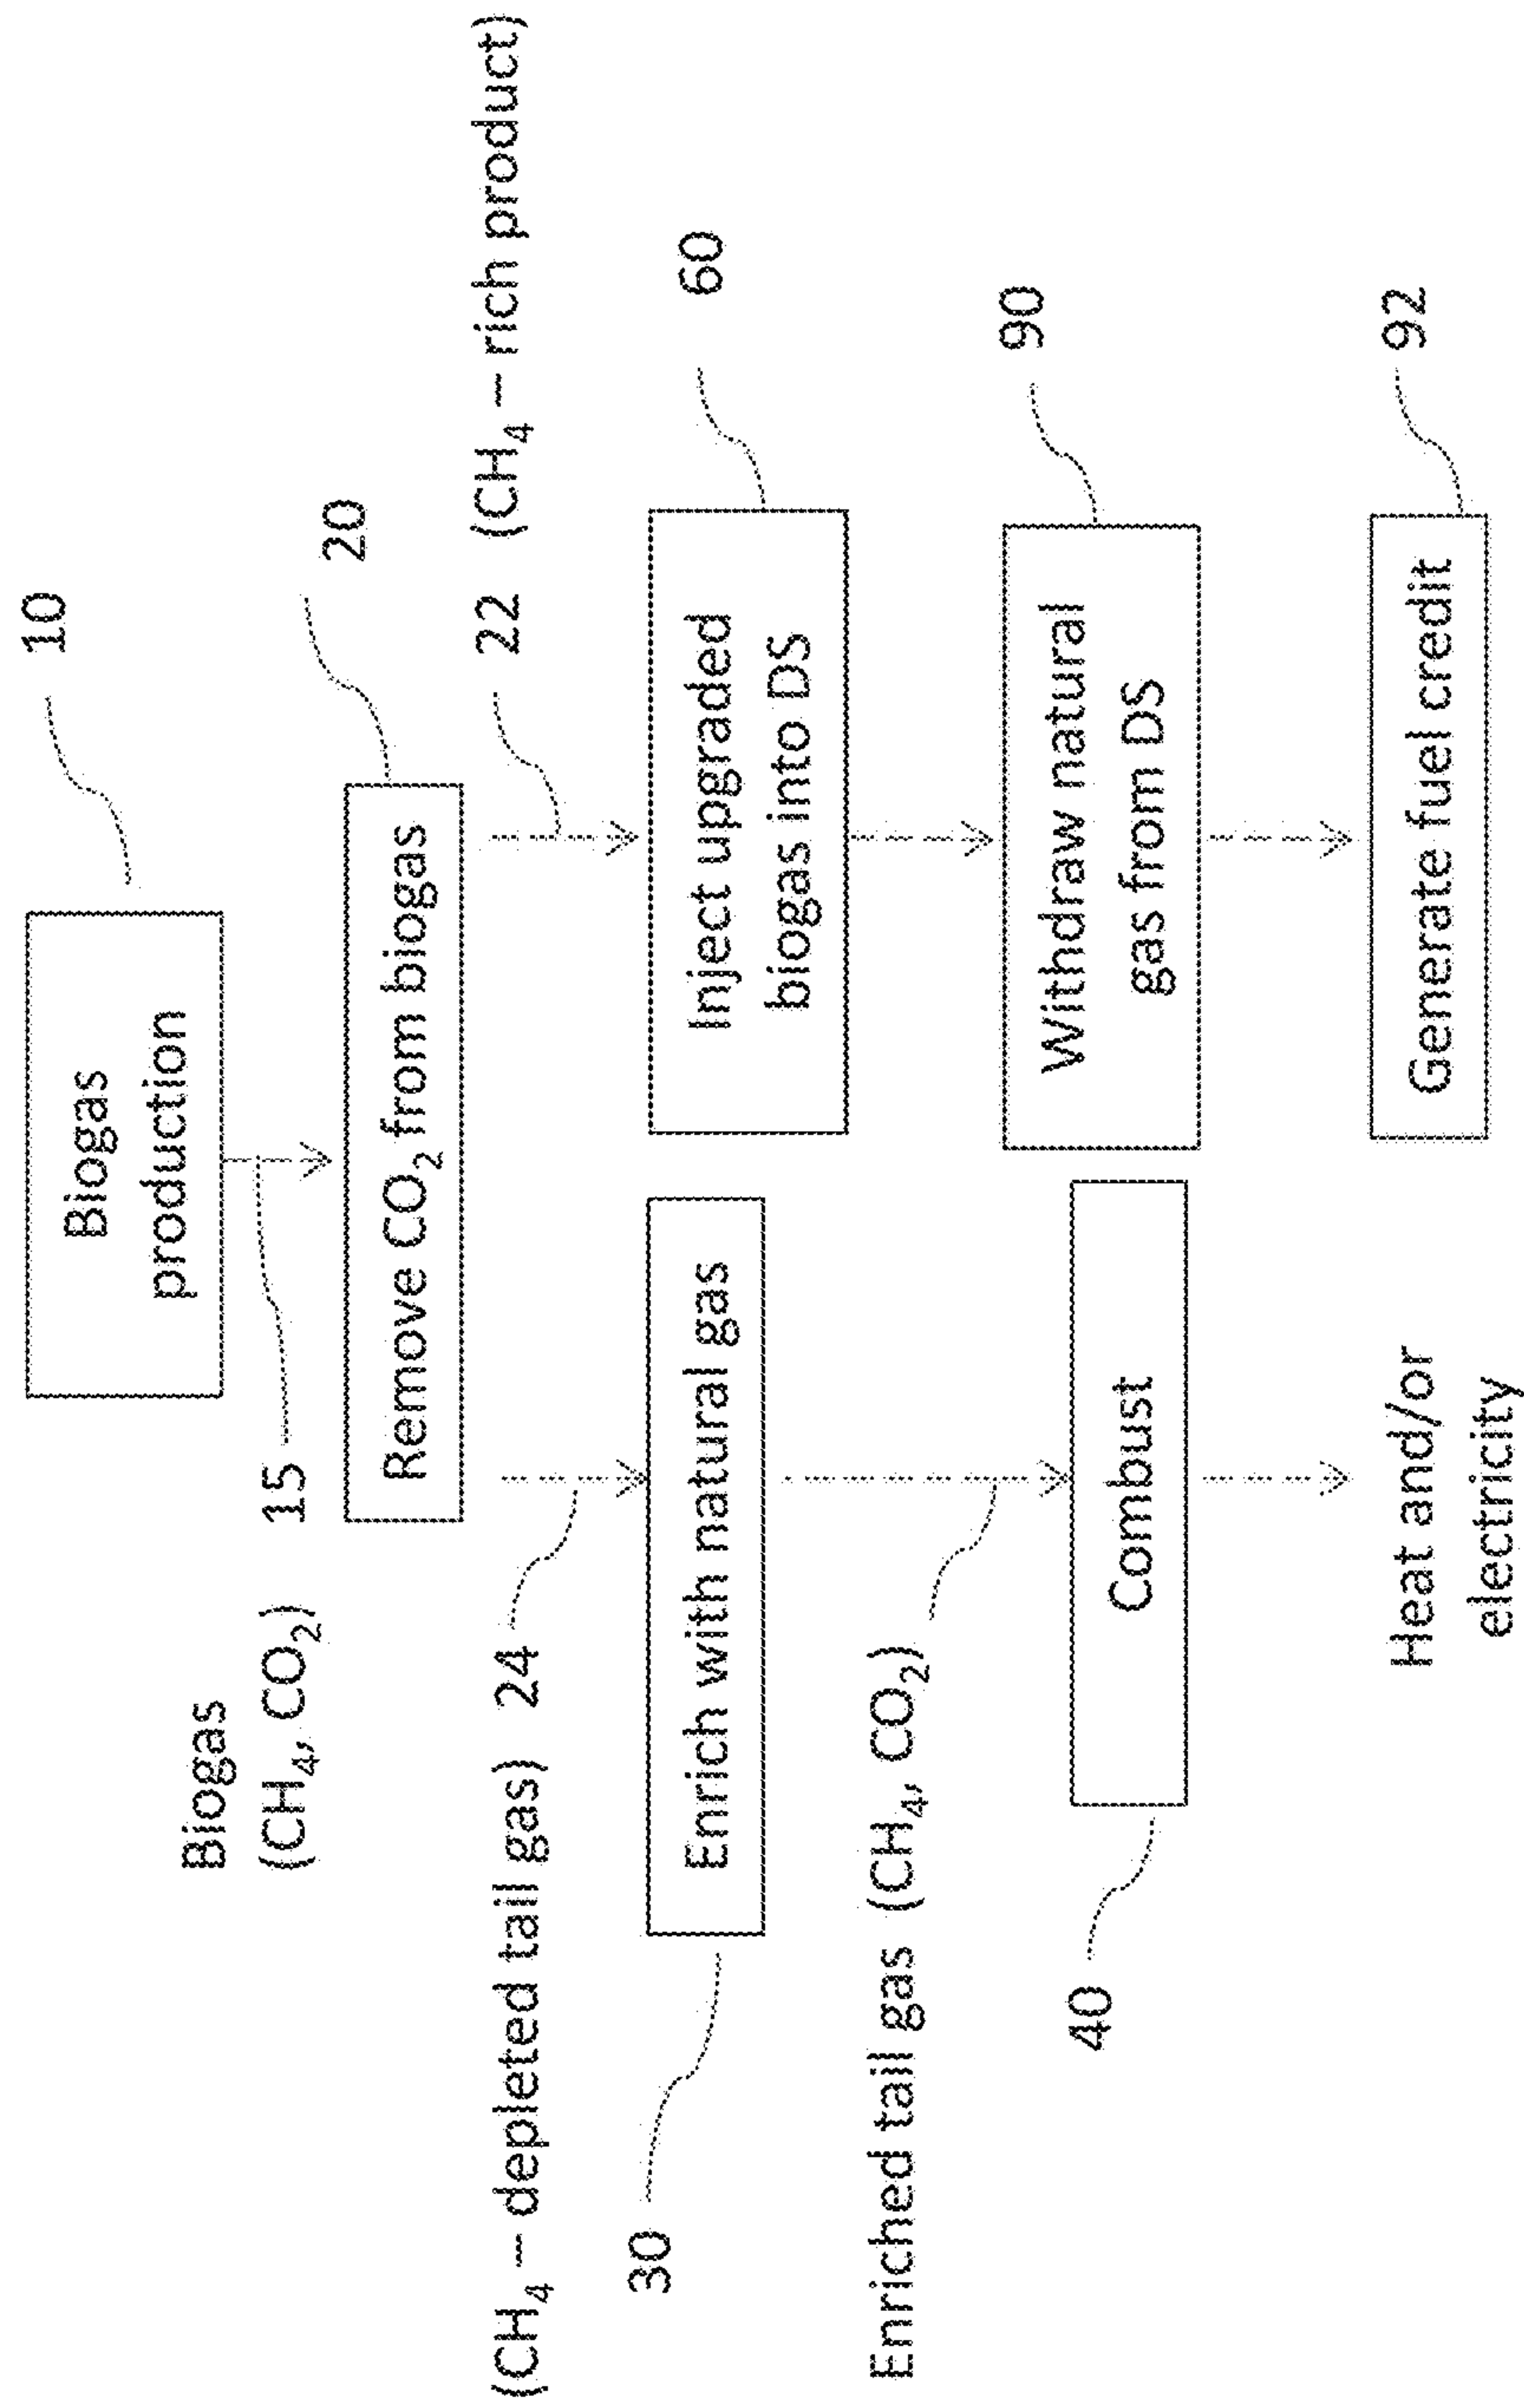 10
Biogas
production
Biogas
(CH₄, CO₂) 15
20
Remove CO₂ from biogas
(CH₄ – depleted tail gas) 24
22 (CH₄ – rich product)
30
Enrich with natural gas
Inject upgraded
biogas into DS
60
Enriched tail gas (CH₄, CO₂)
Withdraw natural
gas from DS
90
40
Combust
Heat and/or
electricity
Generate fuel credit
92